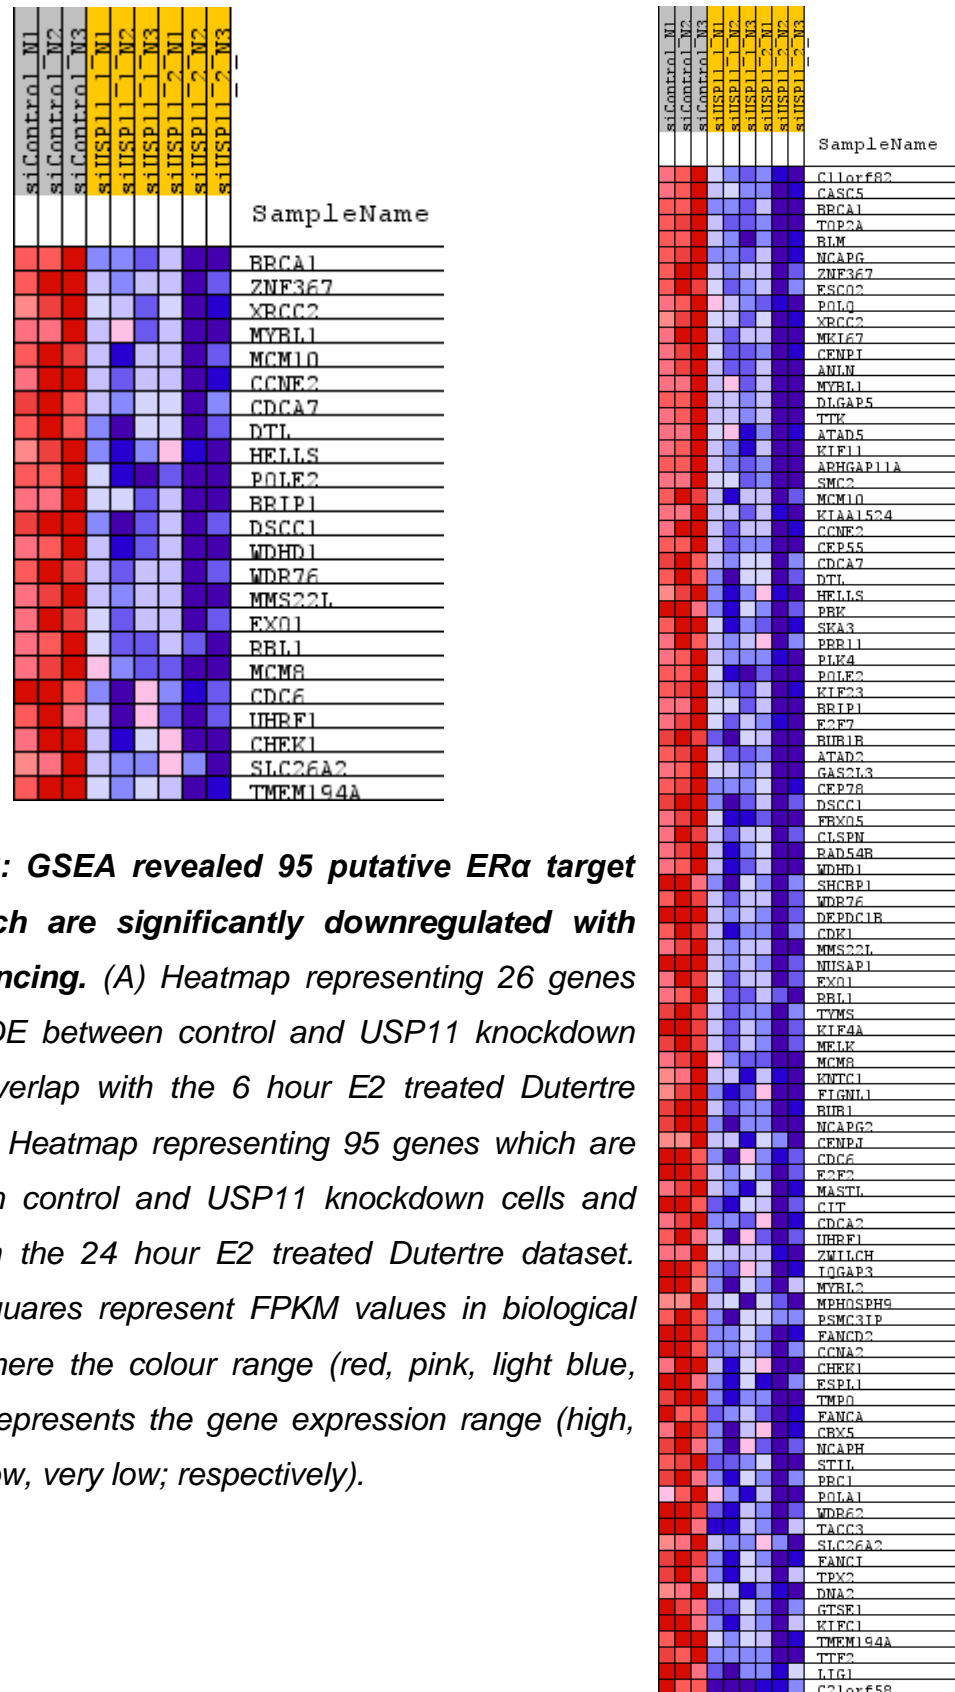 siControl_N1
siControl_N2
siControl_N3
siUSP11_1_N1
siUSP11_1_N2
siUSP11_1_N3
siUSP11_2_N1
siUSP11_2_N2
siUSP11_2_N3
SampleName
BRCA1
ZNF367
XRCC2
MYBL1
MCM10
CCNE2
CDCA7
DTL
HELLS
POLE2
BRIP1
DSCC1
WDHD1
WDR76
MMS22L
EXO1
RBL1
MCM8
CDC6
UHRF1
CHEK1
SLC26A2
TMEM194A
: GSEA revealed 95 putative ERα target
ch are significantly downregulated with
ncing. (A) Heatmap representing 26 genes
DE between control and USP11 knockdown
verlap with the 6 hour E2 treated Dutertre
Heatmap representing 95 genes which are
n control and USP11 knockdown cells and
n the 24 hour E2 treated Dutertre dataset.
quares represent FPKM values in biological
here the colour range (red, pink, light blue,
epresents the gene expression range (high,
ow, very low; respectively).
siControl_N1
siControl_N2
siControl_N3
siUSP11_1_N1
siUSP11_1_N2
siUSP11_1_N3
siUSP11_2_N1
siUSP11_2_N2
siUSP11_2_N3
SampleName
C11orf82
CASC5
BRCA1
TOP2A
BLM
NCAPG
ZNF367
ESCO2
POLQ
XRCC2
MKI67
CENPI
ANLN
MYBL1
DLGAP5
TTK
ATAD5
KIF11
ARHGAP11A
SMC2
MCM10
KIAA1524
CCNE2
CEP55
CDCA7
DTL
HELLS
PBK
SKA3
PRR11
PLK4
POLE2
KIF23
BRIP1
E2F7
BUB1B
ATAD2
GAS2L3
CEP78
DSCC1
FBXO5
CLSPN
RAD54B
WDHD1
SHCBP1
WDR76
DEPDC1B
CDK1
MMS22L
NUSAP1
EXO1
RBL1
TYMS
KIF4A
MELK
MCM8
KNTC1
FIGNL1
BUB1
NCAPG2
CENPJ
CDC6
E2F2
MASTL
CIT
CDCA2
UHRF1
ZWILCH
IQGAP3
MYBL2
MPHOSPH9
PSMC3IP
FANCD2
CCNA2
CHEK1
ESPL1
TMPO
FANCA
CBX5
NCAPH
STIL
PRC1
POLA1
WDR62
TACC3
SLC26A2
FANCI
TPX2
DNA2
GTSE1
KIFC1
TMEM194A
TTF2
LIG1
C21orf58